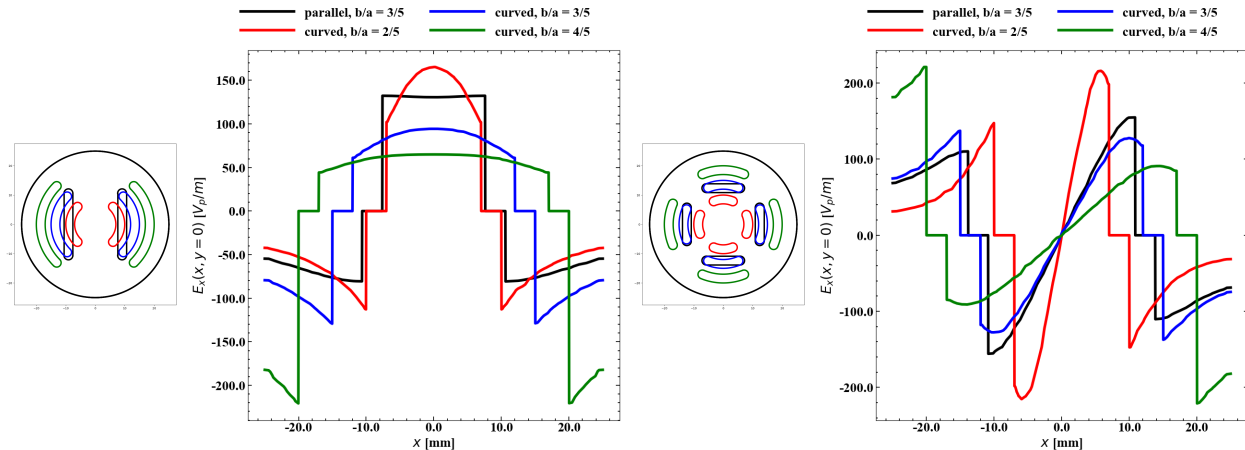 parallel, b/a = 3/5
curved, b/a = 3/5
curved, b/a = 2/5
curved, b/a = 4/5
150.0
100.0
50.0
0.0
-50.0
-100.0
-150.0
-200.0
E_x(x, y = 0) [V_p/m]
-20.0 -10.0 0.0 10.0 20.0
x [mm]
parallel, b/a = 3/5
curved, b/a = 3/5
curved, b/a = 2/5
curved, b/a = 4/5
200.0
100.0
0.0
-100.0
-200.0
E_x(x, y = 0) [V_p/m]
-20.0 -10.0 0.0 10.0 20.0
x [mm]